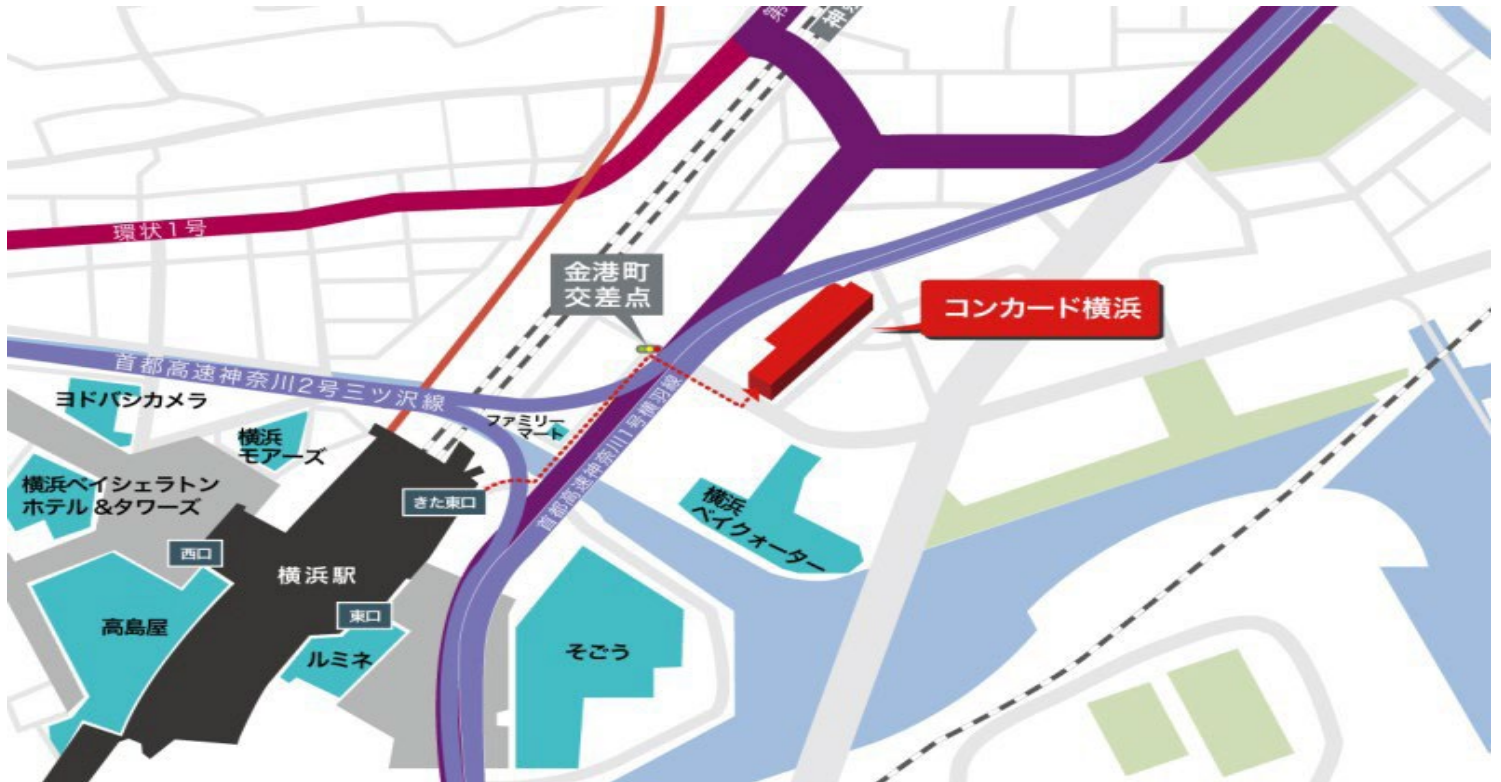 第
神奈
環状1号
金港町
交差点
コンカード横浜
首都高速神奈川2号三ツ沢線
首都高速神奈川1号横羽線
ヨドバシカメラ
横浜
モアーズ
ファミリー
マート
横浜ベイシェラトン
ホテル&タワーズ
きた東口
横浜
ベイクォーター
西口
横浜駅
東口
高島屋
ルミネ
そごう